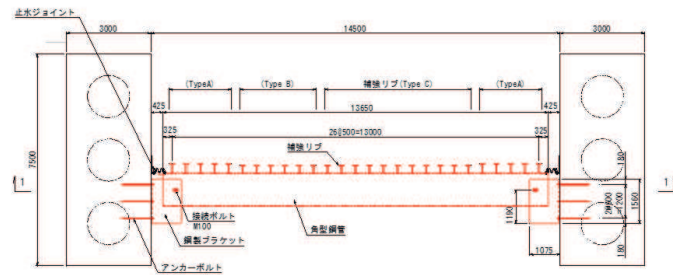 止水ジョイント
3000
14500
3000
(TypeA)
(Type B)
補強リブ(Type C)
(TypeA)
425
13650
425
325
26@500=13000
325
補強リブ
7500
180
1
1
2@600
=1200
1560
1190
接続ボルト
M100
鋼製ブラケット
角型鋼管
180
1075
アンカーボルト